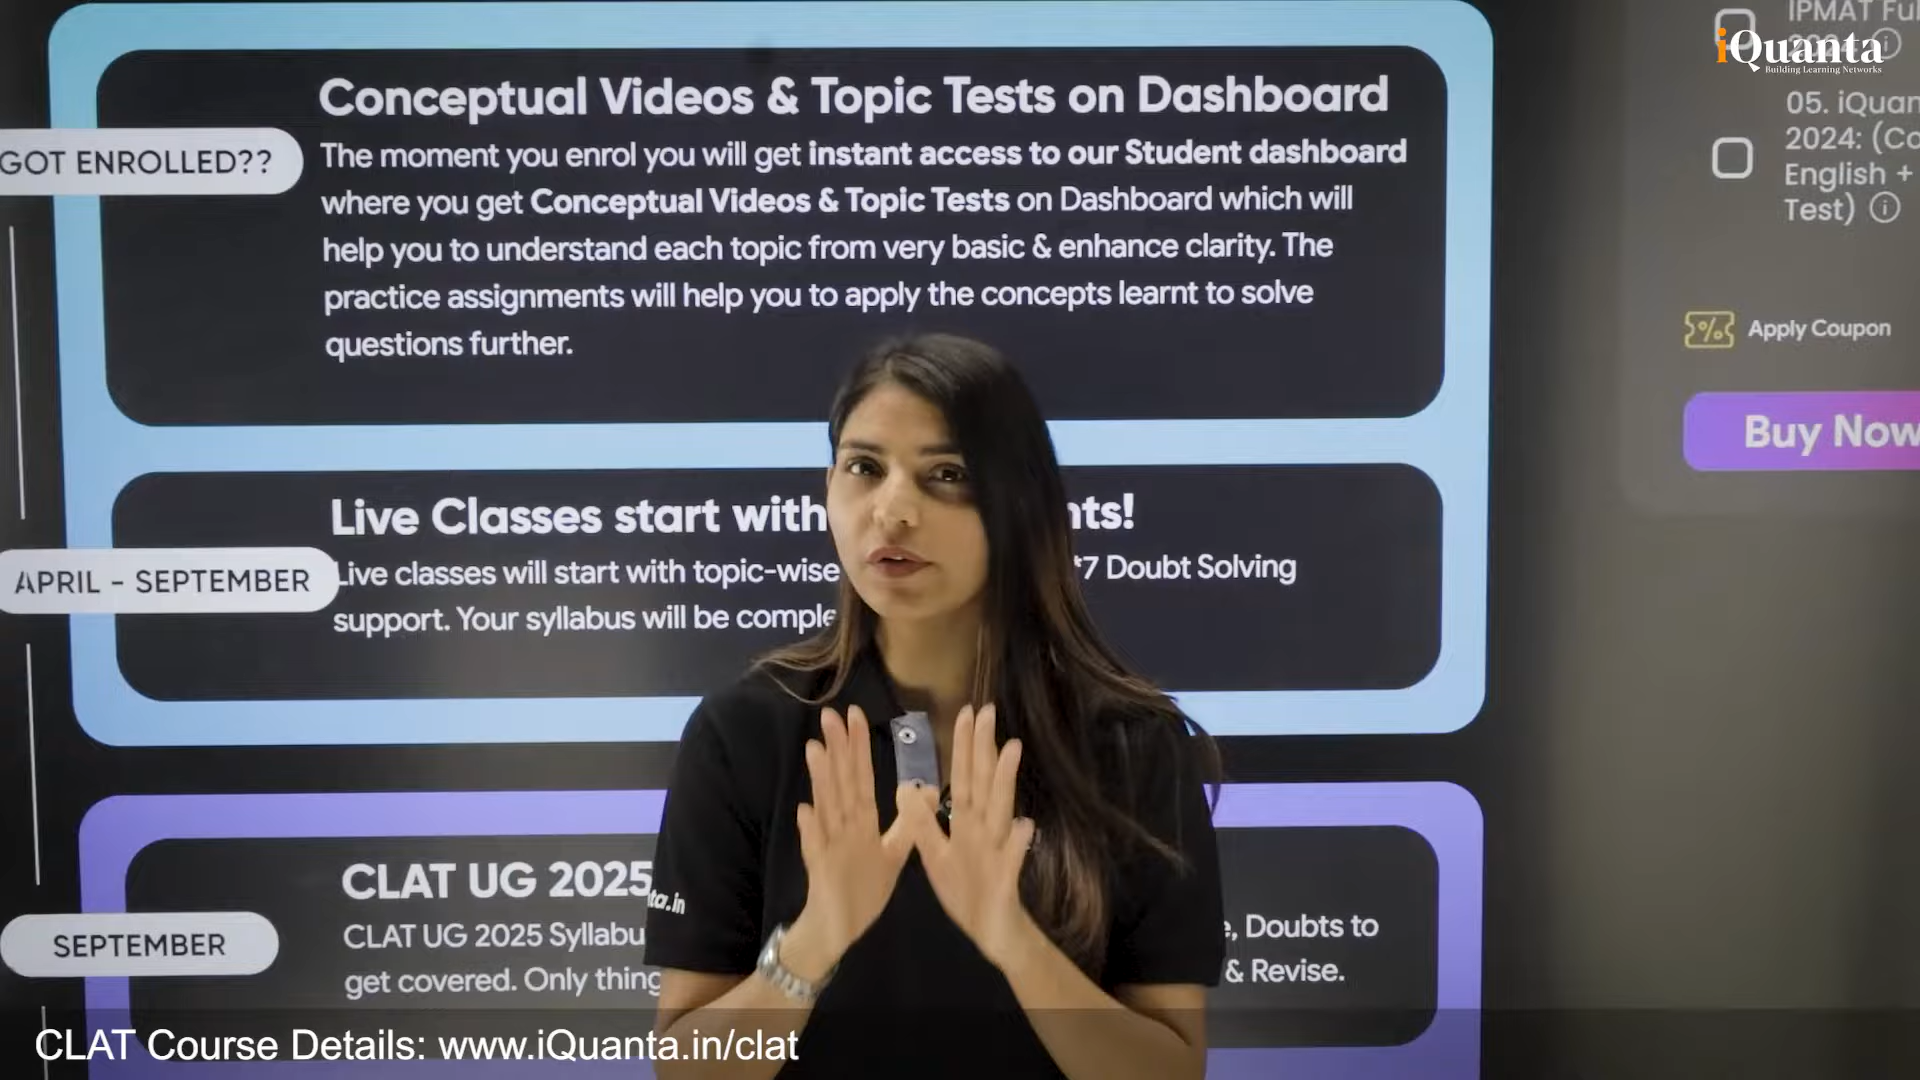 IPMAT Ful
2024
iQuanta
Building Learning Networks
Conceptual Videos & Topic Tests on Dashboard
GOT ENROLLED??
The moment you enrol you will get instant access to our Student dashboard
where you get Conceptual Videos & Topic Tests on Dashboard which will
help you to understand each topic from very basic & enhance clarity. The
practice assignments will help you to apply the concepts learnt to solve
questions further.
05. iQuan
2024: (Co
English +
Test)
Apply Coupon
Buy Now
Live Classes start with nts!
APRIL - SEPTEMBER
Live classes will start with topic-wise *7 Doubt Solving
support. Your syllabus will be comple
CLAT UG 2025
ta.in
SEPTEMBER
CLAT UG 2025 Syllabu e, Doubts to
get covered. Only thing & Revise.
CLAT Course Details: www.iQuanta.in/clat